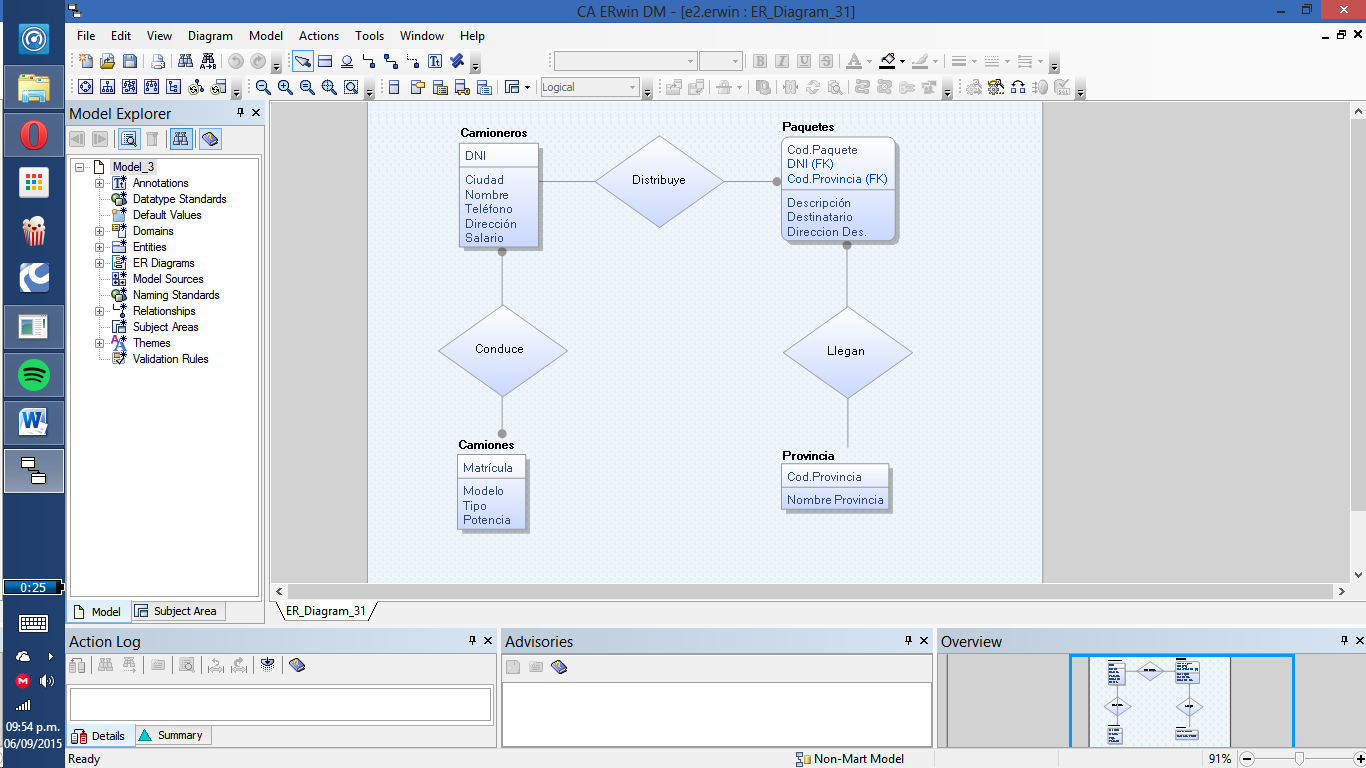 CA ERwin DM - [e2.erwin : ER_Diagram_31]
File Edit View Diagram Model Actions Tools Window Help
Logical
Model Explorer
Model_3
Annotations
Datatype Standards
Default Values
Domains
Entities
ER Diagrams
Model Sources
Naming Standards
Relationships
Subject Areas
Themes
Validation Rules
Model Subject Area
Camioneros
DNI
Ciudad
Nombre
Teléfono
Dirección
Salario
Distribuye
Paquetes
Cod.Paquete
DNI (FK)
Cod.Provincia (FK)
Descripción
Destinatario
Direccion Des.
Conduce
Llegan
Camiones
Matrícula
Modelo
Tipo
Potencia
Provincia
Cod.Provincia
Nombre Provincia
ER_Diagram_31
Action Log
Details Summary
Advisories
Overview
Ready
Non-Mart Model
91%
0:25
09:54 p.m.
06/09/2015